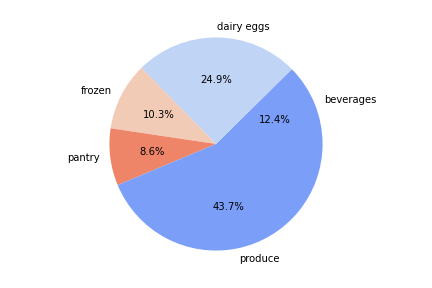 dairy eggs
frozen
24.9%
beverages
10.3%
12.4%
pantry
8.6%
43.7%
produce